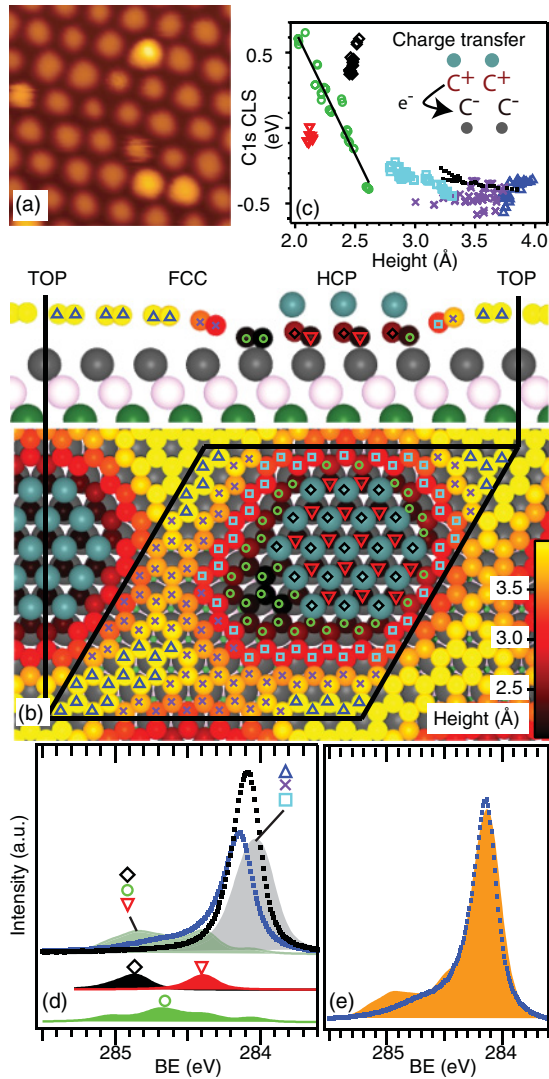 (a)
C1s CLS
(eV)
0.5
-0.5
Charge transfer
C+ C+
e-
C- C-
(c)
2.0 2.5 3.0 3.5 4.0
Height (Å)
TOP FCC HCP TOP
3.5
3.0
2.5
(b)
Height (Å)
Intensity (a.u.)
(d)
(e)
285 284
BE (eV)
285 284
BE (eV)